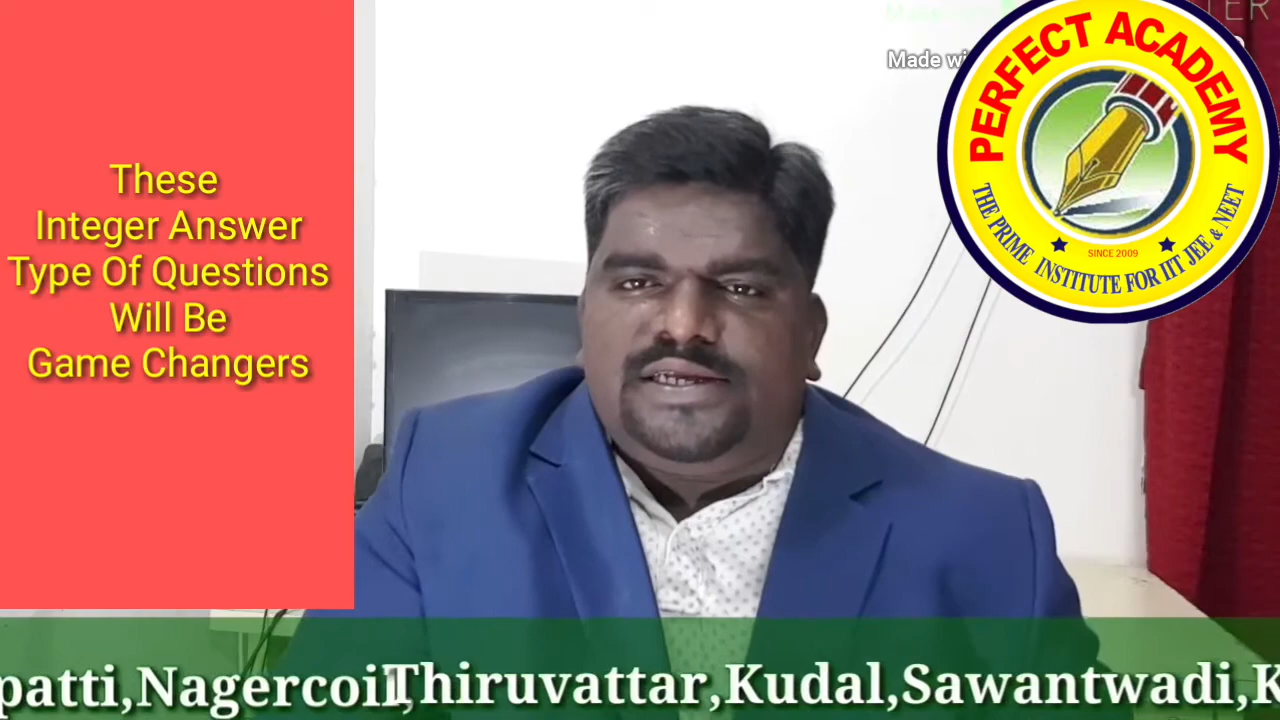 These
Integer Answer
Type Of Questions
Will Be
Game Changers
Made
PERFECT ACADEMY
THE PRIME INSTITUTE FOR IIT JEE & NEET
SINCE 2009
patti,Nagercoil,Thiruvattar,Kudal,Sawantwadi,K